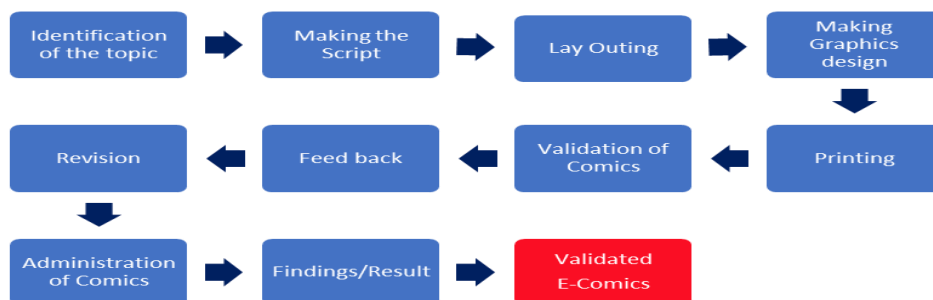 Identification
of the topic
Making the
Script
Lay Outing
Making
Graphics
design
Printing
Validation of
Comics
Feed back
Revision
Administration
of Comics
Findings/Result
Validated
E-Comics